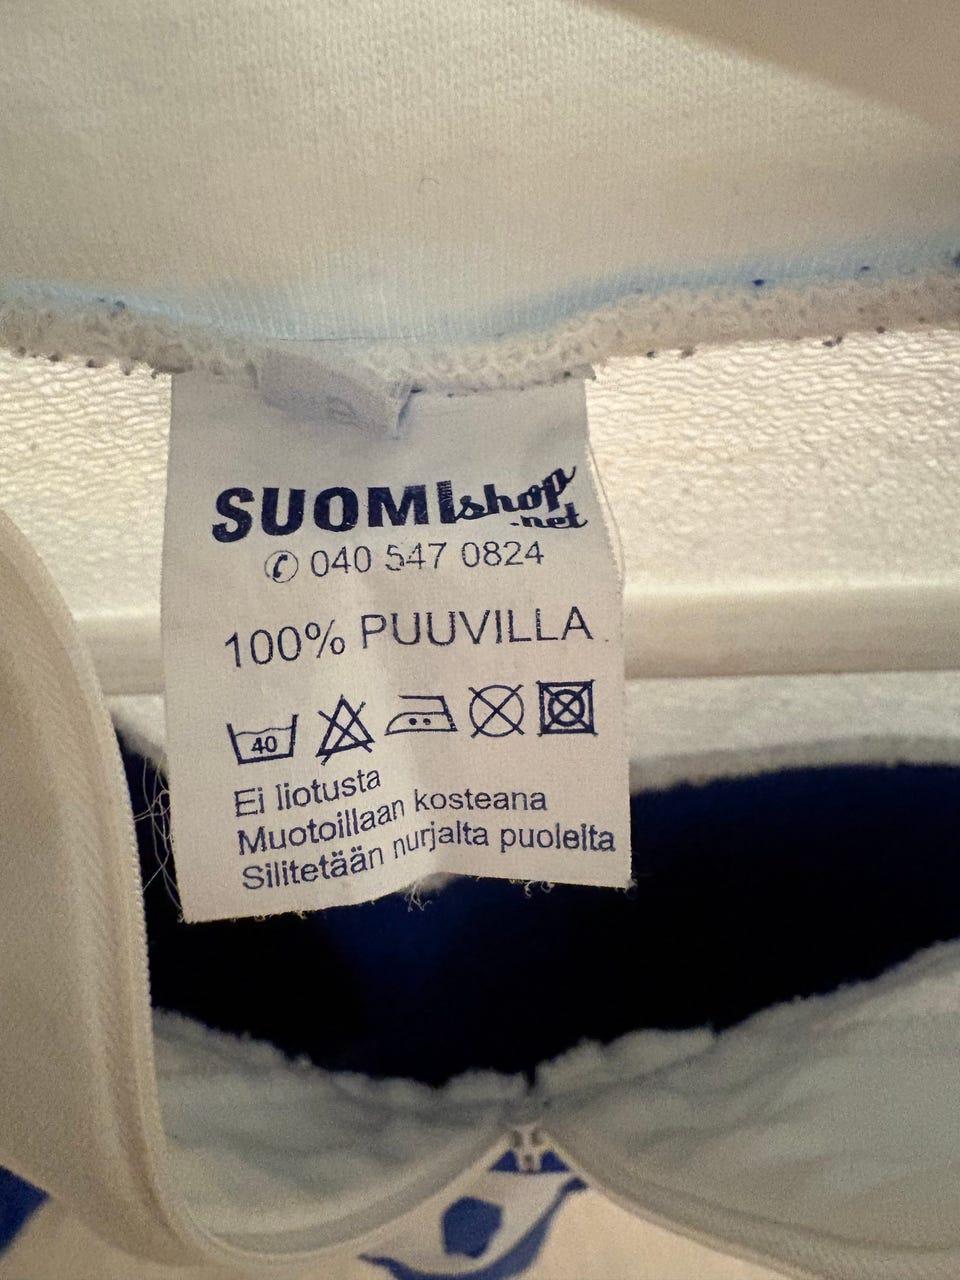 SUOMIshop
.net
✆ 040 547 0824
100% PUUVILLA
40
Ei liotusta
Muotoillaan kosteana
Silitetään nurjalta puolelta